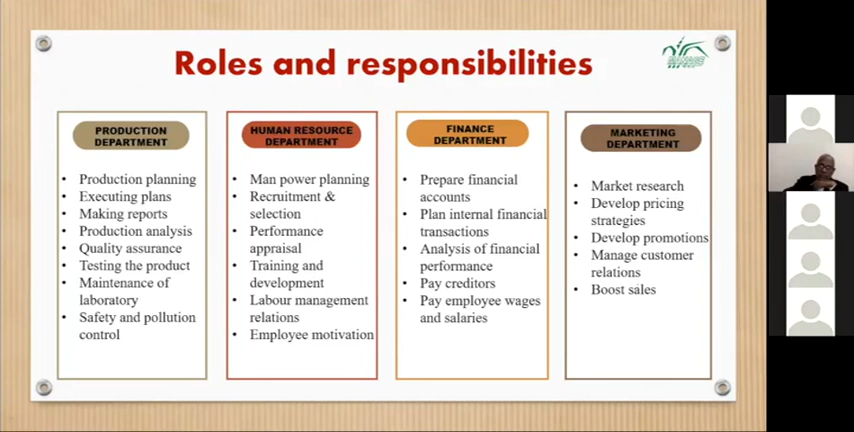 Roles and responsibilities
MANAGE
PRODUCTION
DEPARTMENT
• Production planning
• Executing plans
• Making reports
• Production analysis
• Quality assurance
• Testing the product
• Maintenance of
laboratory
• Safety and pollution
control
HUMAN RESOURCE
DEPARTMENT
• Man power planning
• Recruitment &
selection
• Performance
appraisal
• Training and
development
• Labour management
relations
• Employee motivation
FINANCE
DEPARTMENT
• Prepare financial
accounts
• Plan internal financial
transactions
• Analysis of financial
performance
• Pay creditors
• Pay employee wages
and salaries
MARKETING
DEPARTMENT
• Market research
• Develop pricing
strategies
• Develop promotions
• Manage customer
relations
• Boost sales